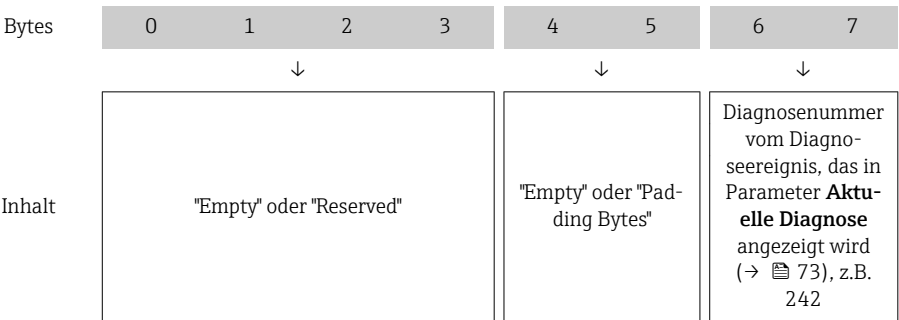 Bytes 0 1 2 3 4 5 6 7
↓ ↓ ↓
Inhalt
"Empty" oder "Reserved"
"Empty" oder "Pad-
ding Bytes"
Diagnosenummer
vom Diagno-
seereignis, das in
Parameter Aktu-
elle Diagnose
angezeigt wird
(→ 73), z.B.
242